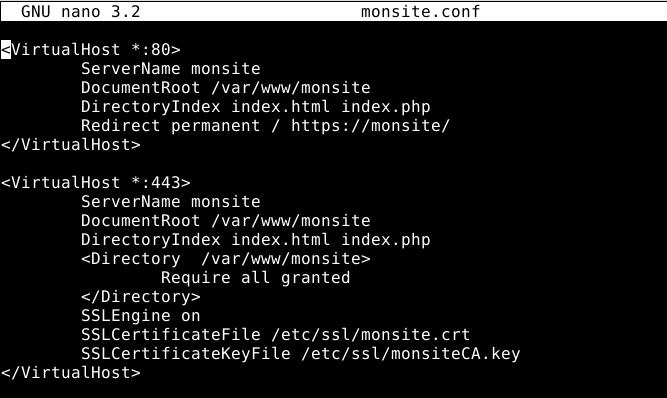 GNU nano 3.2 monsite.conf
<VirtualHost *:80>
ServerName monsite
DocumentRoot /var/www/monsite
DirectoryIndex index.html index.php
Redirect permanent / https://monsite/
</VirtualHost>
<VirtualHost *:443>
ServerName monsite
DocumentRoot /var/www/monsite
DirectoryIndex index.html index.php
<Directory  /var/www/monsite>
Require all granted
</Directory>
SSLEngine on
SSLCertificateFile /etc/ssl/monsite.crt
SSLCertificateKeyFile /etc/ssl/monsiteCA.key
</VirtualHost>